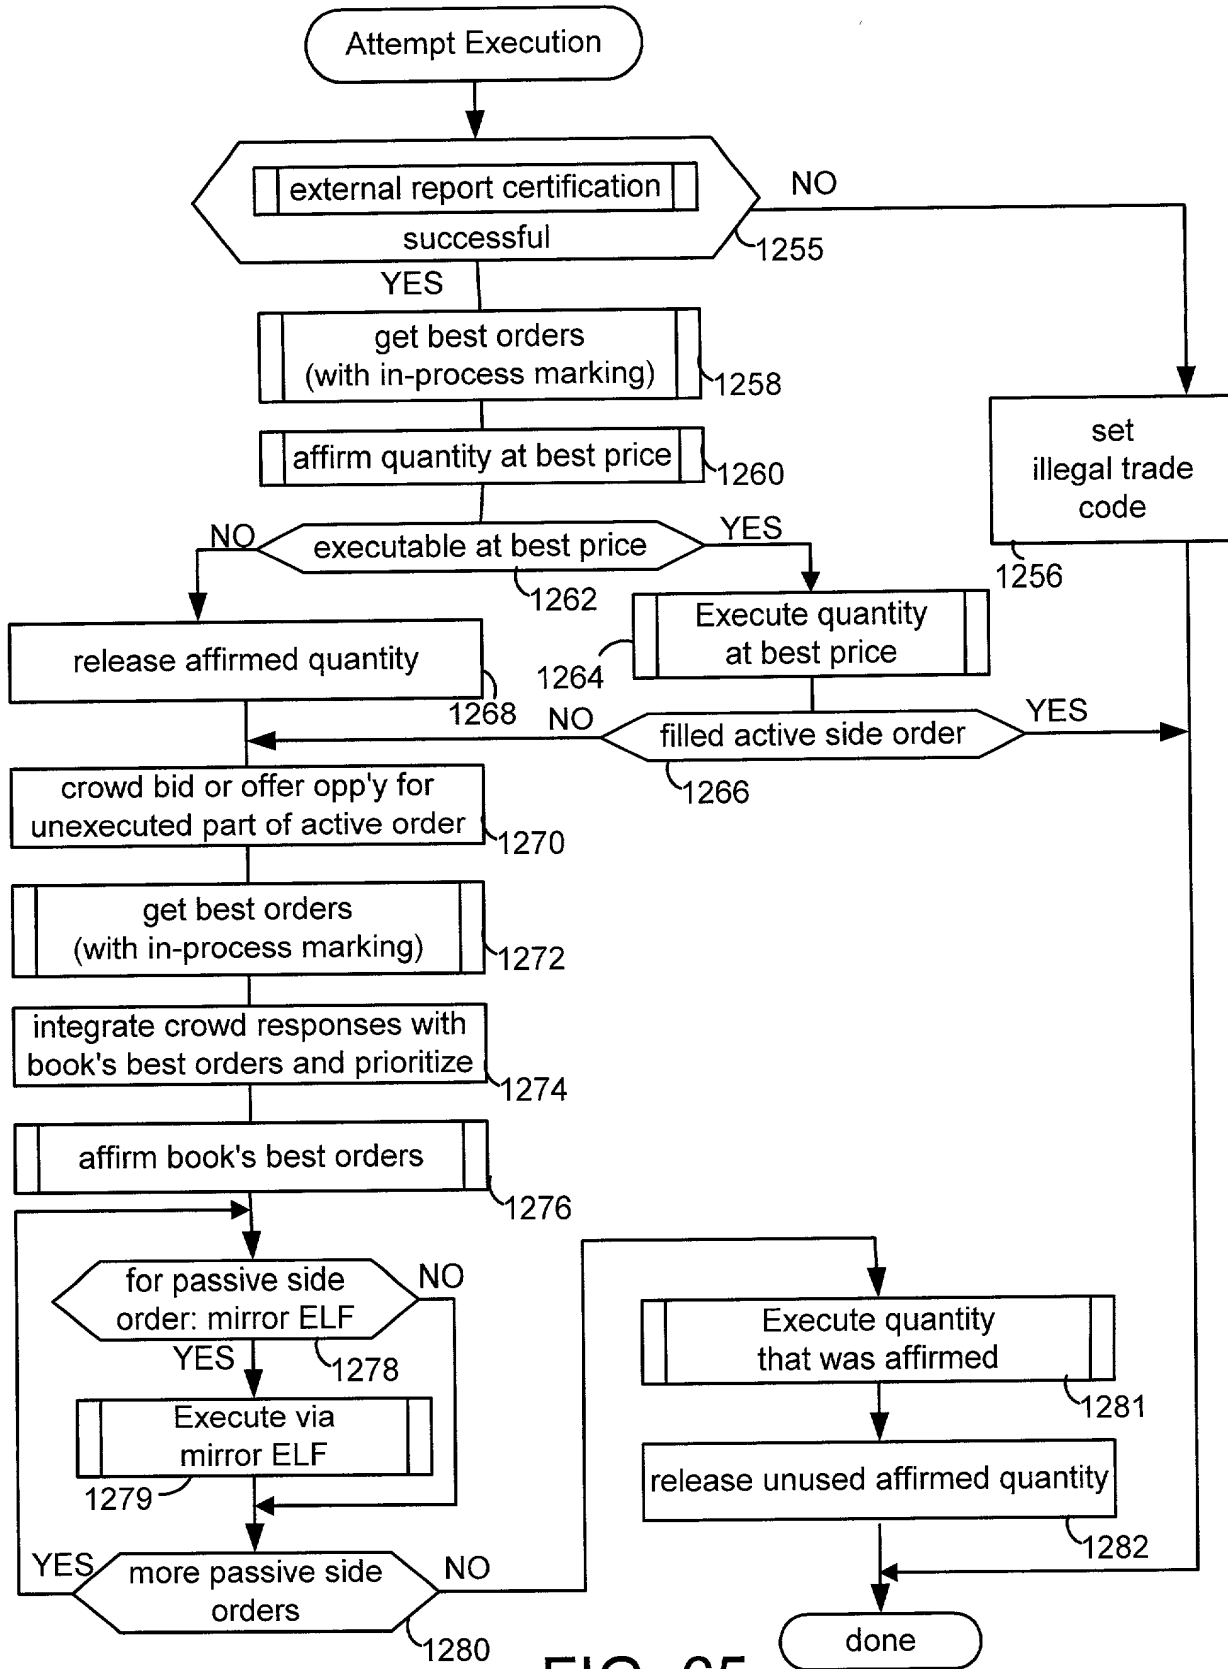 Attempt Execution
external report certification
NO
successful
1255
YES
get best orders
(with in-process marking)
1258
affirm quantity at best price
1260
set
illegal trade
code
1256
NO
executable at best price
YES
1262
Execute quantity
at best price
1264
release affirmed quantity
1268
NO
filled active side order
YES
1266
crowd bid or offer opp'y for
unexecuted part of active order
1270
get best orders
(with in-process marking)
1272
integrate crowd responses with
book's best orders and prioritize
1274
affirm book's best orders
1276
for passive side
order: mirror ELF
NO
YES
1278
Execute via
mirror ELF
1279
YES
more passive side
orders
NO
1280
Execute quantity
that was affirmed
1281
release unused affirmed quantity
1282
done
FIG. 65